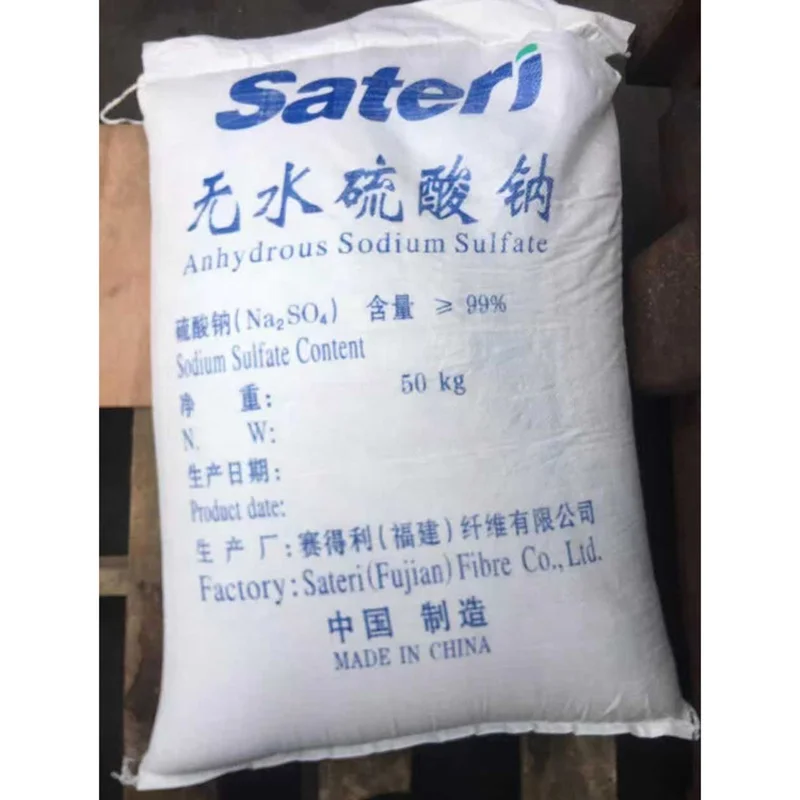 Sateri
无水硫酸钠
Anhydrous Sodium Sulfate
硫酸钠(Na₂SO₄) 含量 ≥ 99%
Sodium Sulfate Content
净 重: 50 kg
N. W:
生产日期:
Product date:
生 产 厂:赛得利(福建)纤维有限公司
Factory:Sateri(Fujian)Fibre Co.,Ltd.
中国 制造
MADE IN CHINA